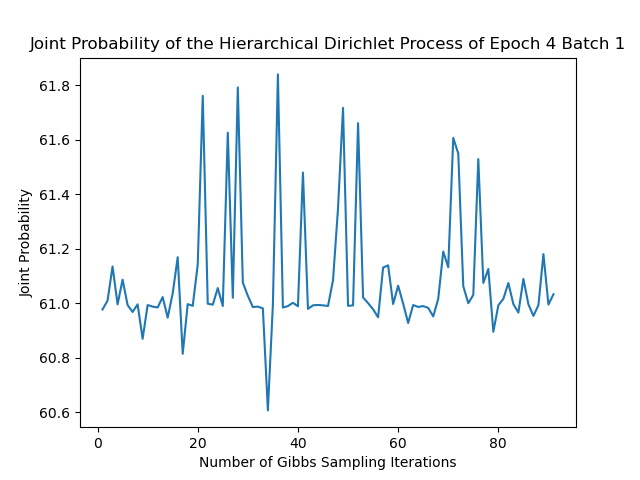 Joint Probability of the Hierarchical Dirichlet Process of Epoch 4 Batch 1
61.8
61.6
61.4
61.2
61.0
60.8
60.6
Joint Probability
0 20 40 60 80
Number of Gibbs Sampling Iterations